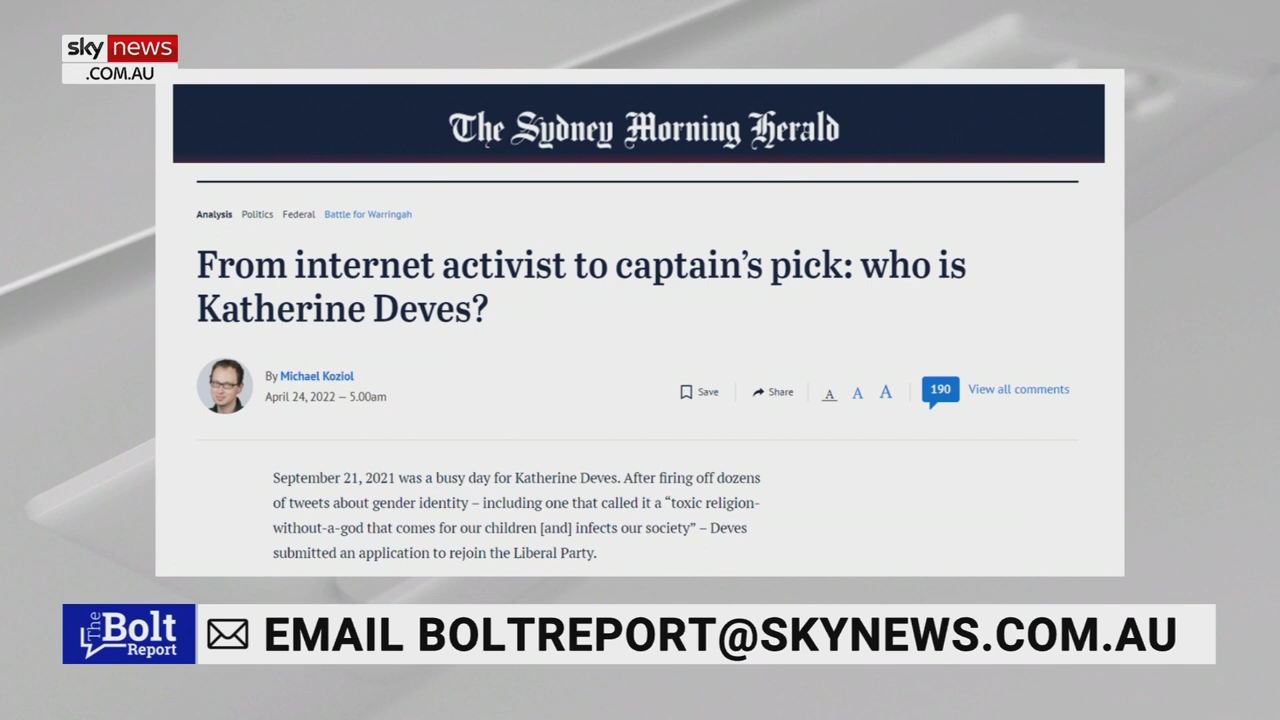 sky news
.COM.AU
The Sydney Morning Herald
Analysis Politics Federal Battle for Warringah
From internet activist to captain’s pick: who is
Katherine Deves?
By Michael Koziol
April 24, 2022 — 5.00am
Save Share A A A 190 View all comments
September 21, 2021 was a busy day for Katherine Deves. After firing off dozens
of tweets about gender identity – including one that called it a “toxic religion-
without-a-god that comes for our children [and] infects our society” – Deves
submitted an application to rejoin the Liberal Party.
The Bolt Report
EMAIL BOLTREPORT@SKYNEWS.COM.AU